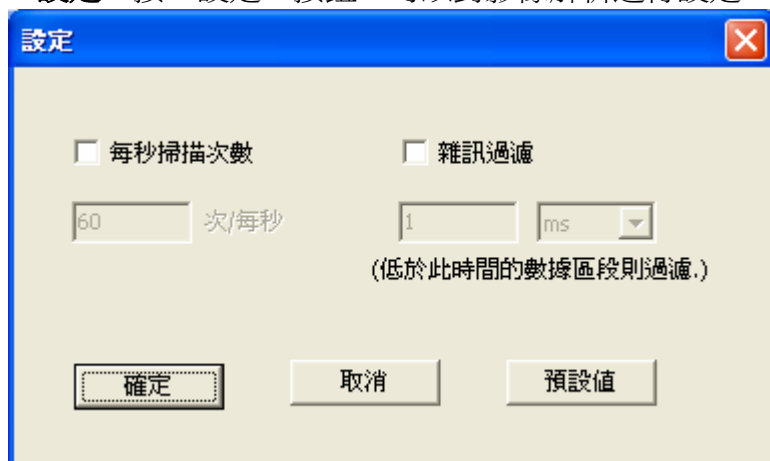 設定
每秒掃描次數
雜訊過濾
60 次/每秒
1 ms
(低於此時間的數據區段則過濾.)
確定 取消 預設值